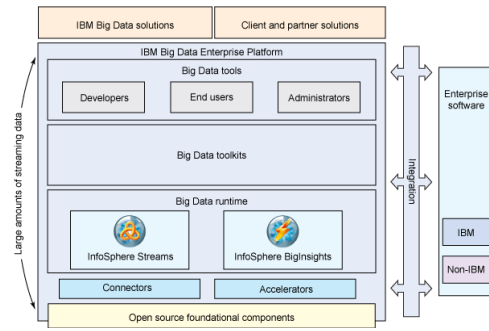 IBM Big Data solutions
Client and partner solutions
IBM Big Data Enterprise Platform
Big Data tools
Developers
End users
Administrators
Big Data toolkits
Big Data runtime
InfoSphere Streams
InfoSphere BigInsights
Connectors
Accelerators
Open source foundational components
Large amounts of streaming data
Integration
Enterprise
software
IBM
Non-IBM